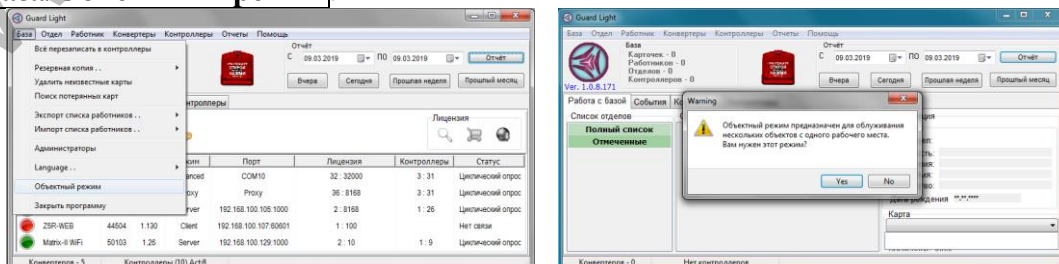 Guard Light
База Отдел Работник Конвертеры Контроллеры Отчеты Помощь
Всё перезаписать в контроллеры
Резервная копия . .
Удалить неизвестные карты
Поиск потерянных карт
Экспорт списка работников . .
Импорт списка работников . .
Администраторы
Language . .
Объектный режим
Закрыть программу
Отчёт
С 09.03.2019 ПО 09.03.2019 Отчёт
Вчера Сегодня Прошлая неделя Прошлый месяц
Лицензия
Порт Лицензия Контроллеры Статус
COM10 32 : 32000 3 : 31 Циклический опрос
Proxy 36 : 8168 3 : 31 Циклический опрос
192.168.100.105:1000 2 : 8168 1 : 26 Циклический опрос
Z5R-WEB 44504 1.130 Client 192.168.100.107:60601 1 : 100 Нет связи
Matrix-II WiFi 50103 1.26 Server 192.168.100.129:1000 2 : 10 1 : 9 Циклический опрос
Конвертеров - 5 Контроллеры (10) Act:8
Guard Light
База Отдел Работник Конвертеры Контроллеры Отчеты Помощь
База
Карточек - 0
Работников - 0
Отделов - 0
Контроллеров - 0
Ver. 1.0.8.171
Отчёт
С 09.03.2019 ПО 09.03.2019 Отчёт
Вчера Сегодня Прошлая неделя Прошлый месяц
Работа с базой События
Список отделов
Полный список
Отмеченные
Warning
Объектный режим предназначен для обслуживания
нескольких объектов с одного рабочего места.
Вам нужен этот режим?
Yes No
Карта
Конвертеров - 0 Нет контроллеров